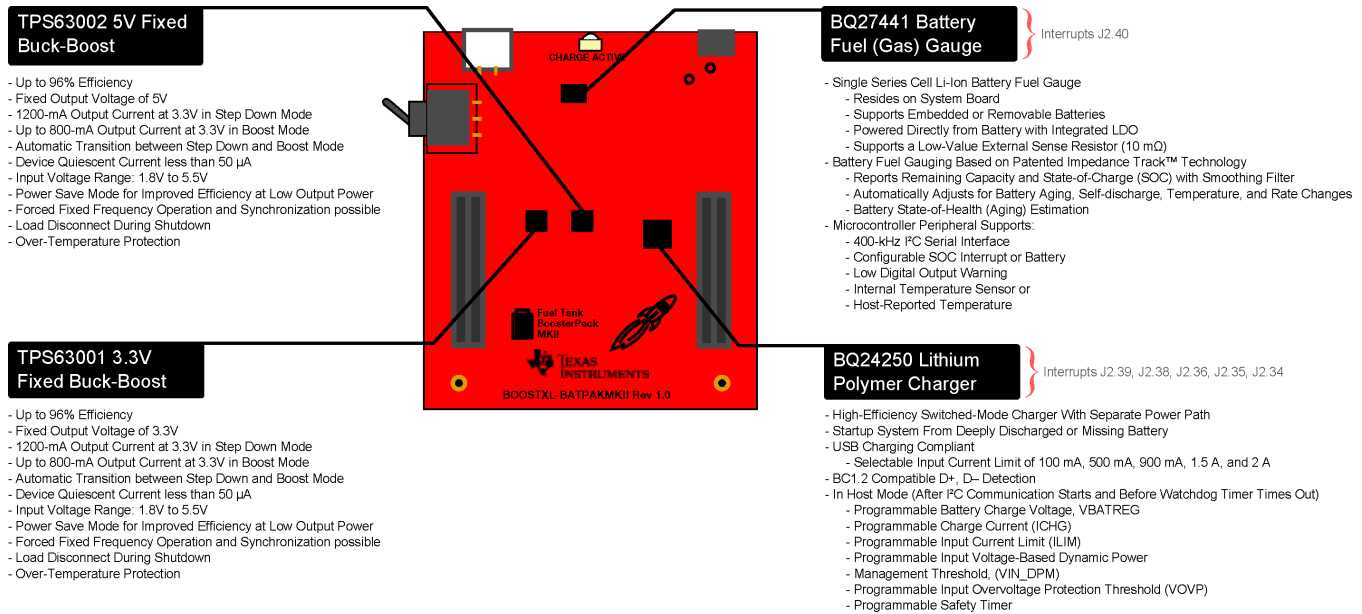 TPS63002 5V Fixed
Buck-Boost
- Up to 96% Efficiency
- Fixed Output Voltage of 5V
- 1200-mA Output Current at 3.3V in Step Down Mode
- Up to 800-mA Output Current at 3.3V in Boost Mode
- Automatic Transition between Step Down and Boost Mode
- Device Quiescent Current less than 50 µA
- Input Voltage Range: 1.8V to 5.5V
- Power Save Mode for Improved Efficiency at Low Output Power
- Forced Fixed Frequency Operation and Synchronization possible
- Load Disconnect During Shutdown
- Over-Temperature Protection
TPS63001 3.3V
Fixed Buck-Boost
- Up to 96% Efficiency
- Fixed Output Voltage of 3.3V
- 1200-mA Output Current at 3.3V in Step Down Mode
- Up to 800-mA Output Current at 3.3V in Boost Mode
- Automatic Transition between Step Down and Boost Mode
- Device Quiescent Current less than 50 µA
- Input Voltage Range: 1.8V to 5.5V
- Power Save Mode for Improved Efficiency at Low Output Power
- Forced Fixed Frequency Operation and Synchronization possible
- Load Disconnect During Shutdown
- Over-Temperature Protection
CHARGE ACTIVE
Fuel Tank
BoosterPack
MKII
TEXAS
INSTRUMENTS
BOOSTXL-BATPAKMKII Rev 1.0
BQ27441 Battery
Fuel (Gas) Gauge
Interrupts J2.40
- Single Series Cell Li-Ion Battery Fuel Gauge
- Resides on System Board
- Supports Embedded or Removable Batteries
- Powered Directly from Battery with Integrated LDO
- Supports a Low-Value External Sense Resistor (10 mΩ)
- Battery Fuel Gauging Based on Patented Impedance Track™ Technology
- Reports Remaining Capacity and State-of-Charge (SOC) with Smoothing Filter
- Automatically Adjusts for Battery Aging, Self-discharge, Temperature, and Rate Changes
- Battery State-of-Health (Aging) Estimation
- Microcontroller Peripheral Supports:
- 400-kHz I²C Serial Interface
- Configurable SOC Interrupt or Battery
- Low Digital Output Warning
- Internal Temperature Sensor or
- Host-Reported Temperature
BQ24250 Lithium
Polymer Charger
Interrupts J2.39, J2.38, J2.36, J2.35, J2.34
- High-Efficiency Switched-Mode Charger With Separate Power Path
- Startup System From Deeply Discharged or Missing Battery
- USB Charging Compliant
- Selectable Input Current Limit of 100 mA, 500 mA, 900 mA, 1.5 A, and 2 A
- BC1.2 Compatible D+, D– Detection
- In Host Mode (After I²C Communication Starts and Before Watchdog Timer Times Out)
- Programmable Battery Charge Voltage, VBATREG
- Programmable Charge Current (ICHG)
- Programmable Input Current Limit (ILIM)
- Programmable Input Voltage-Based Dynamic Power
- Management Threshold, (VIN_DPM)
- Programmable Input Overvoltage Protection Threshold (VOVP)
- Programmable Safety Timer